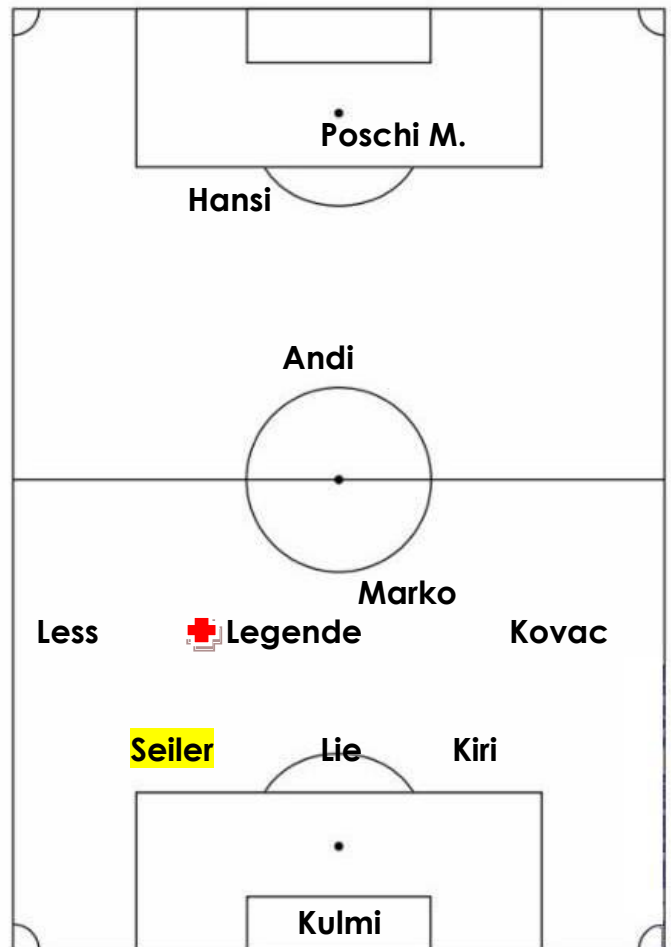 Poschi M.
Hansi
Andi
Marko
Less Legende Kovac
Seiler Lie Kiri
Kulmi